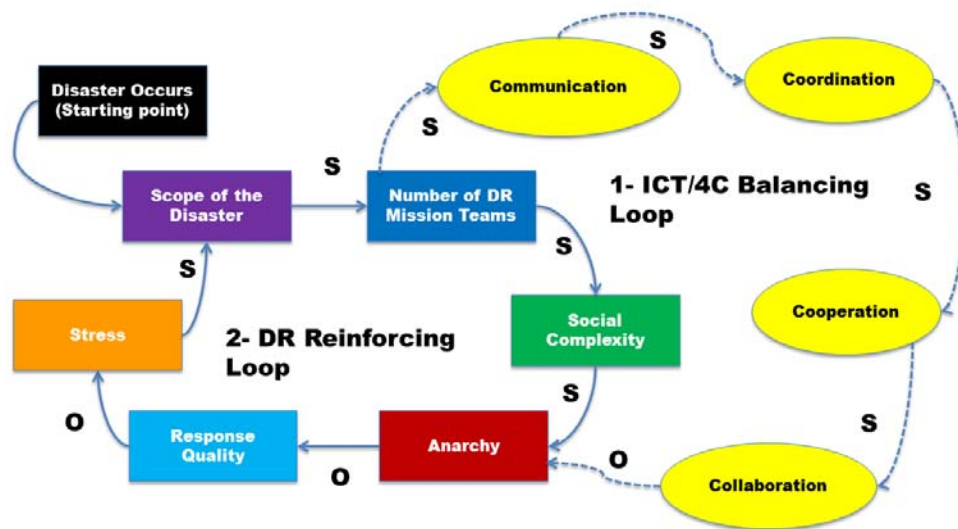 Disaster Occurs
(Starting point)
Communication
S
Coordination
S
S
Scope of the
Disaster
Number of DR
Mission Teams
1- ICT/4C Balancing
Loop
S
S
S
Stress
2- DR Reinforcing
Loop
Social
Complexity
Cooperation
S
S
O
Response
Quality
O
Anarchy
O
Collaboration